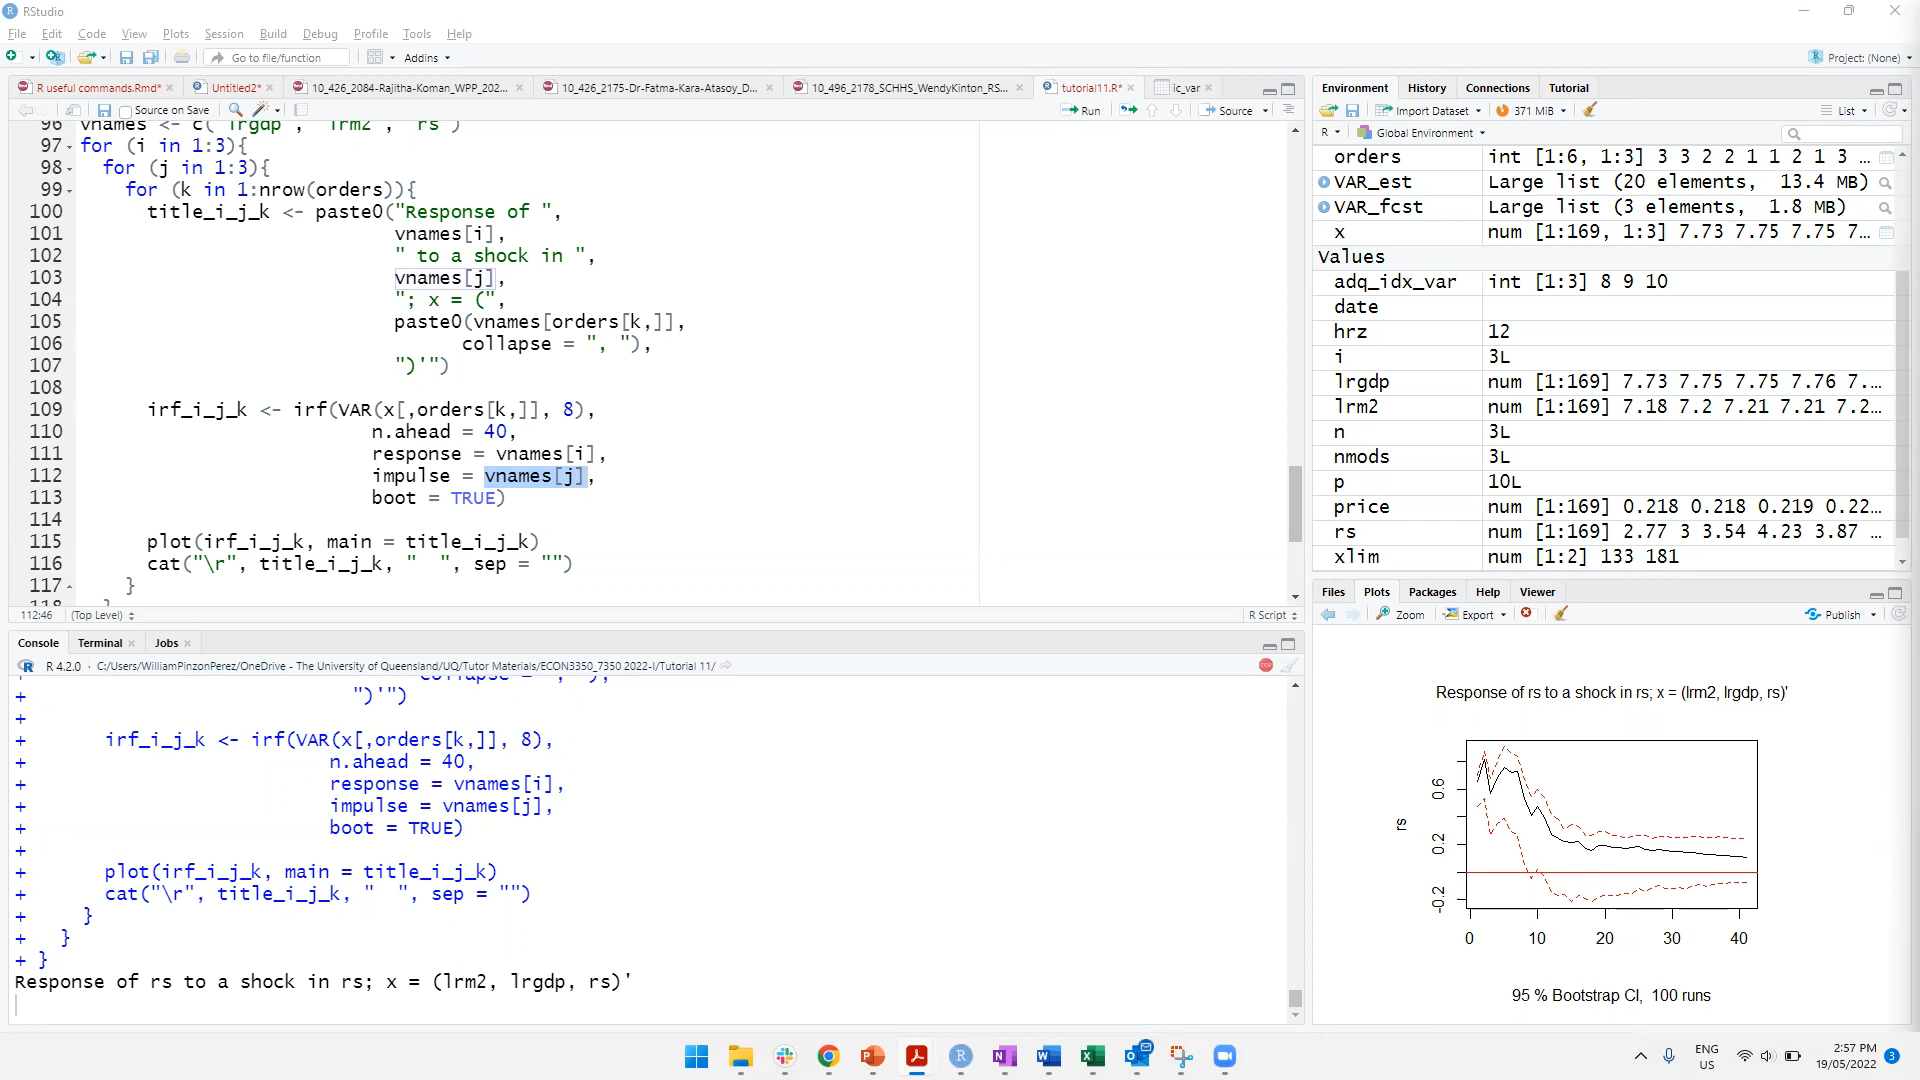 RStudio
File Edit Code View Plots Session Build Debug Profile Tools Help
Go to file/function Addins Project: (None)
R useful commands.Rmd* Untitled2* 10_426_2084-Rajitha-Koman_WPP_202... 10_426_2175-Dr-Fatma-Kara-Atasoy_D... 10_496_2178_SCHHS_WendyKinton_RS... tutorial11.R* ic_var
Source on Save Run Source
96 vnames <- c("lrgdp", "lrm2", "rs")
97 for (i in 1:3){
98 for (j in 1:3){
99 for (k in 1:nrow(orders)){
100 title_i_j_k <- paste0("Response of ",
101 vnames[i],
102 " to a shock in ",
103 vnames[j],
104 "; x = (",
105 paste0(vnames[orders[k,]],
106 collapse = ", "),
107 ")'")
108
109 irf_i_j_k <- irf(VAR(x[,orders[k,]], 8),
110 n.ahead = 40,
111 response = vnames[i],
112 impulse = vnames[j],
113 boot = TRUE)
114
115 plot(irf_i_j_k, main = title_i_j_k)
116 cat("\r", title_i_j_k, "  ", sep = "")
117 }
118 }
112:46 (Top Level) R Script
Console Terminal Jobs
R 4.2.0 · C:/Users/WilliamPinzonPerez/OneDrive - The University of Queensland/UQ/Tutor Materials/ECON3350_7350 2022-I/Tutorial 11/
collapse = ", "),
+ ")'")
+
+ irf_i_j_k <- irf(VAR(x[,orders[k,]], 8),
+ n.ahead = 40,
+ response = vnames[i],
+ impulse = vnames[j],
+ boot = TRUE)
+
+ plot(irf_i_j_k, main = title_i_j_k)
+ cat("\r", title_i_j_k, "  ", sep = "")
+ }
+ }
+ }
Response of rs to a shock in rs; x = (lrm2, lrgdp, rs)'
Environment History Connections Tutorial
Import Dataset 371 MiB List
R Global Environment
orders int [1:6, 1:3] 3 3 2 2 1 1 2 1 3 ...
VAR_est Large list (20 elements, 13.4 MB)
VAR_fcst Large list (3 elements, 1.8 MB)
x num [1:169, 1:3] 7.73 7.75 7.75 7...
Values
adq_idx_var int [1:3] 8 9 10
date
hrz 12
i 3L
lrgdp num [1:169] 7.73 7.75 7.75 7.76 7...
lrm2 num [1:169] 7.18 7.2 7.21 7.21 7.2...
n 3L
nmods 3L
p 10L
price num [1:169] 0.218 0.218 0.219 0.22...
rs num [1:169] 2.77 3 3.54 4.23 3.87 ...
xlim num [1:2] 133 181
Files Plots Packages Help Viewer
Zoom Export Publish
Response of rs to a shock in rs; x = (lrm2, lrgdp, rs)'
rs
0.6
0.2
-0.2
0 10 20 30 40
95 % Bootstrap CI, 100 runs
ENG
US
2:57 PM
19/05/2022
3